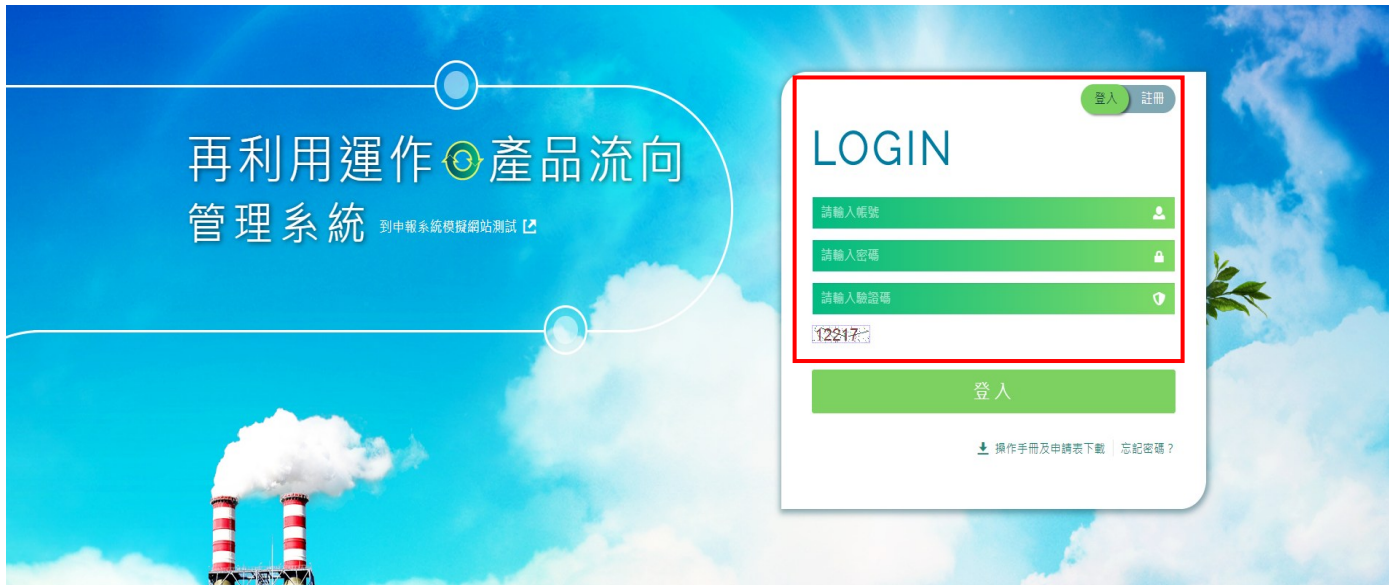 再利用運作 產品流向
管理系統 到申報系統模擬網站測試
登入 註冊
LOGIN
請輸入帳號
請輸入密碼
請輸入驗證碼
12217
登入
操作手冊及申請表下載 忘記密碼？